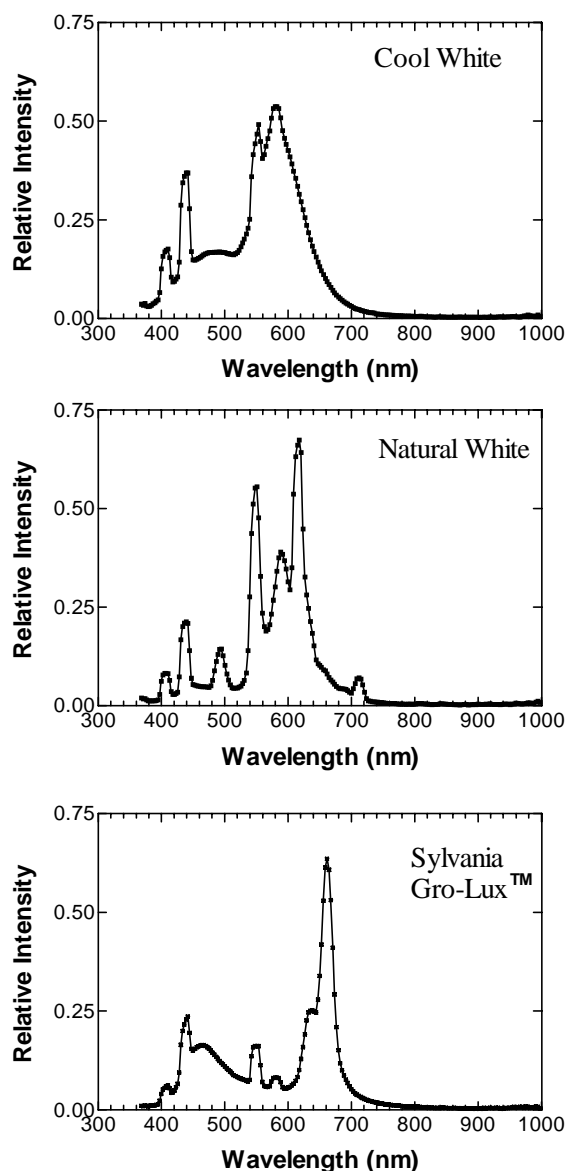 0.75
Cool White
0.50
Relative Intensity
0.25
0.00
300 400 500 600 700 800 900 1000
Wavelength (nm)
0.75
Natural White
0.50
Relative Intensity
0.25
0.00
300 400 500 600 700 800 900 1000
Wavelength (nm)
0.75
Sylvania
Gro-Lux™
0.50
Relative Intensity
0.25
0.00
300 400 500 600 700 800 900 1000
Wavelength (nm)